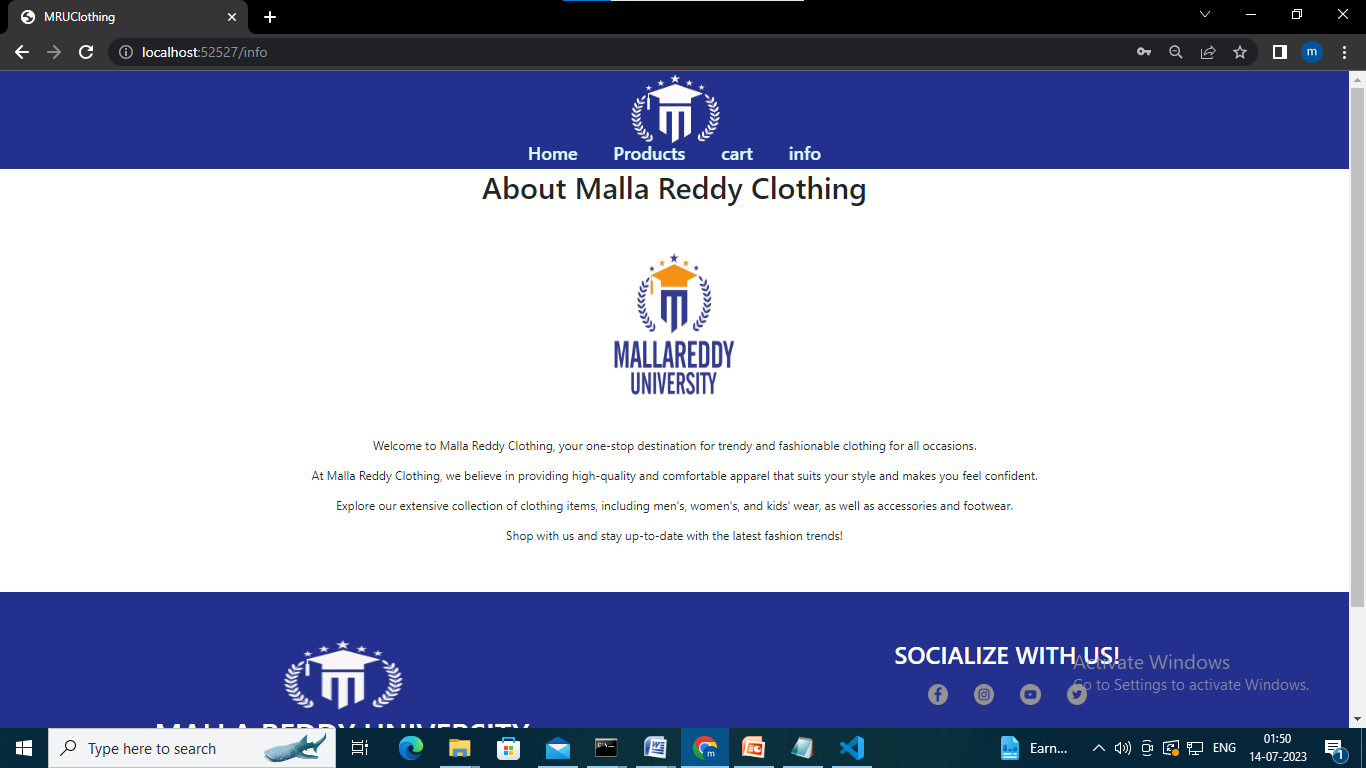 MRUClothing
localhost:52527/info
m
Home Products cart info
About Malla Reddy Clothing
MALLAREDDY
UNIVERSITY
Welcome to Malla Reddy Clothing, your one-stop destination for trendy and fashionable clothing for all occasions.
At Malla Reddy Clothing, we believe in providing high-quality and comfortable apparel that suits your style and makes you feel confident.
Explore our extensive collection of clothing items, including men's, women's, and kids' wear, as well as accessories and footwear.
Shop with us and stay up-to-date with the latest fashion trends!
SOCIALIZE WITH US!
Activate Windows
Go to Settings to activate Windows.
MALLA REDDY UNIVERSITY
Type here to search
Earn...
ENG
01:50
14-07-2023
1